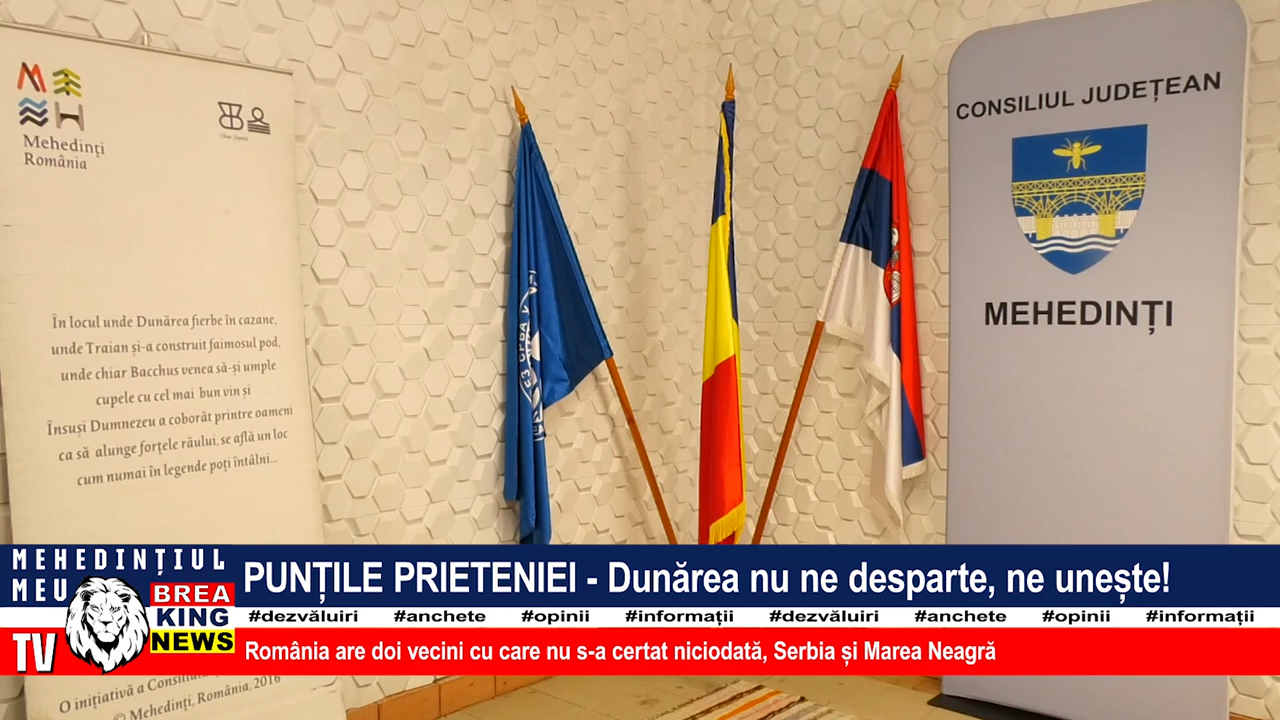 MEHEDINȚI
Mehedinți
România
În locul unde Dunărea fierbe în cazane,
unde Traian și-a construit faimosul pod,
unde chiar Bacchus venea să-și umple
cupele cu cel mai bun vin și
Însuși Dumnezeu a coborât printre oameni
ca să alunge forțele răului, se află un loc
cum numai în legende poți întâlni...
CONSILIUL JUDEȚEAN
MEHEDINȚI
MEHEDINȚIUL
MEU
TV
BREA
KING
NEWS
PUNȚILE PRIETENIEI - Dunărea nu ne desparte, ne unește!
#dezvăluiri #anchete #opinii #informații #dezvăluiri #anchete #opinii #informații
România are doi vecini cu care nu s-a certat niciodată, Serbia și Marea Neagră
O inițiativă a
© Mehedinți, România, 2016